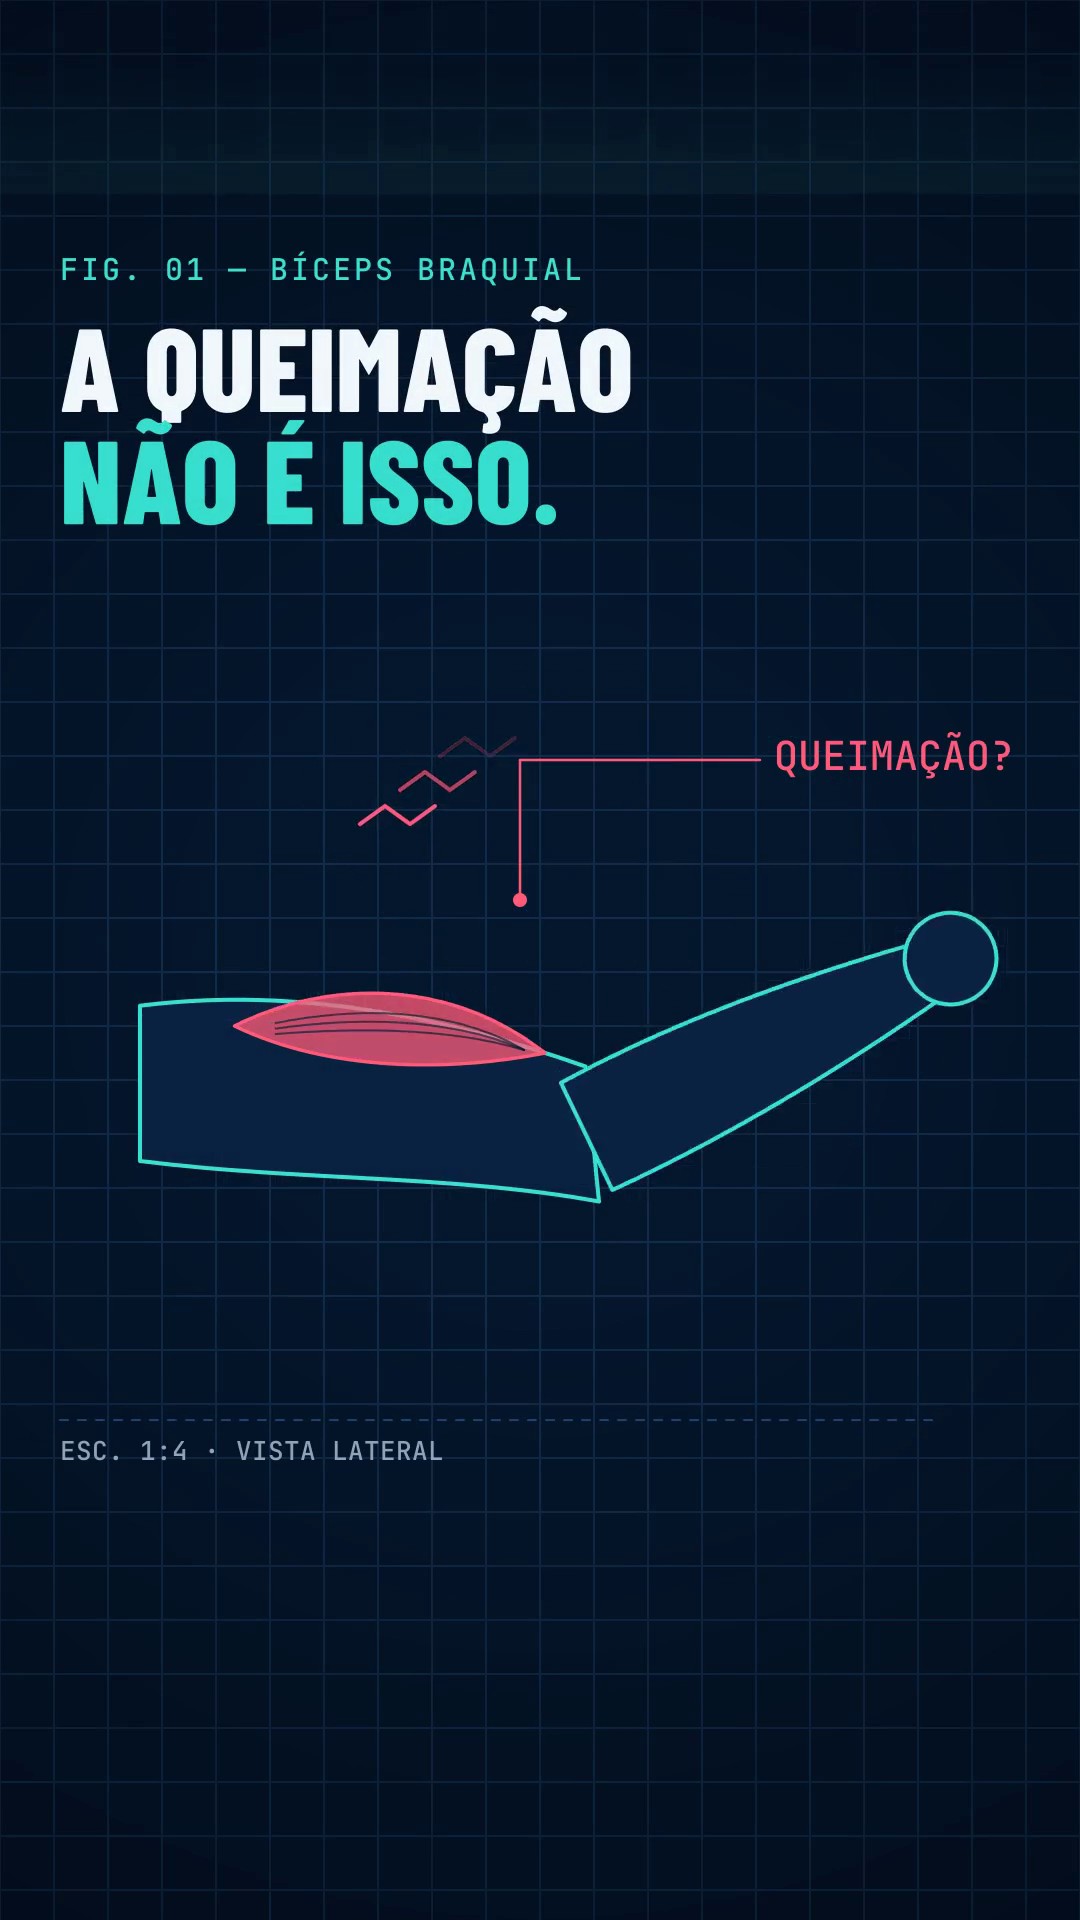 FIG. 01 — BÍCEPS BRAQUIAL
A QUEIMAÇÃO
NÃO É ISSO.
QUEIMAÇÃO?
ESC. 1:4 · VISTA LATERAL